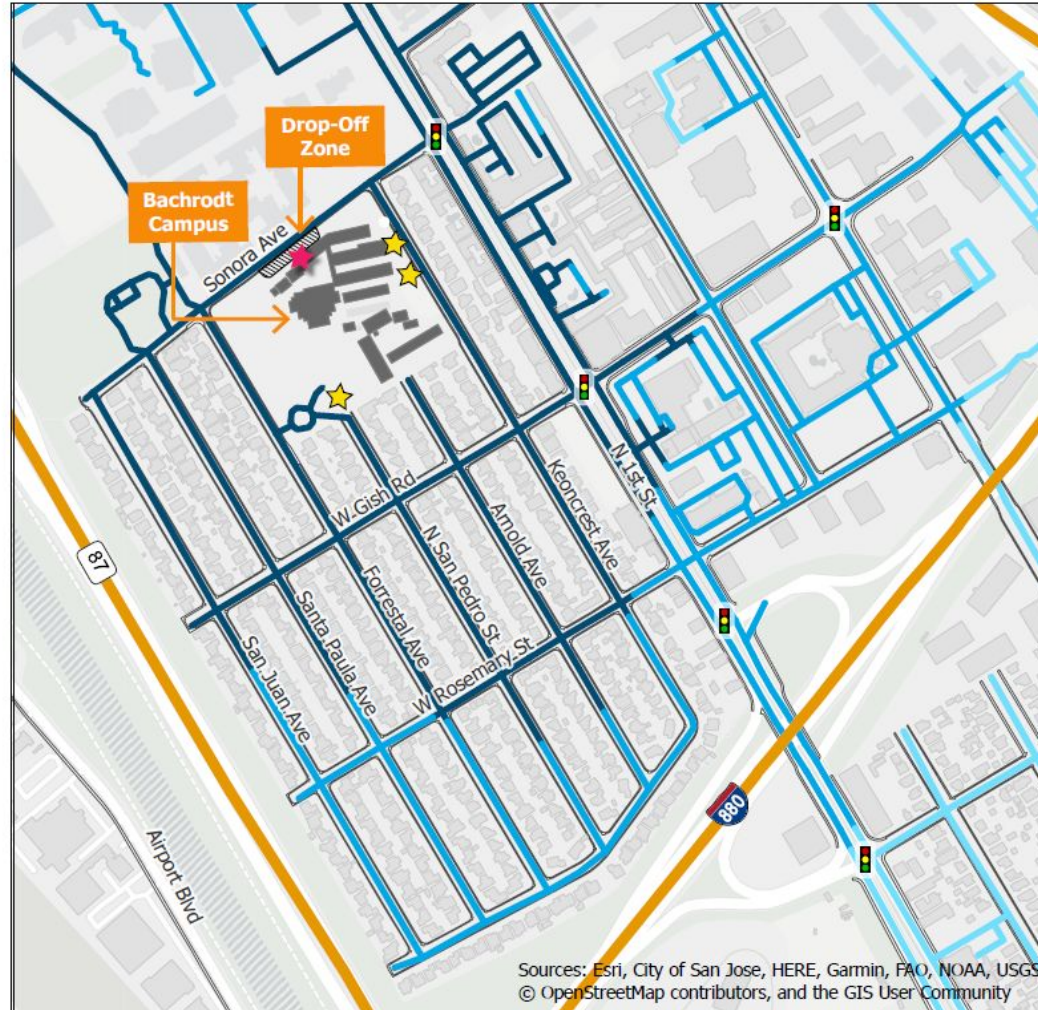 Drop-Off
Zone
Bachrodt
Campus
Sonora Ave
N 1st St
W Gish Rd
Keoncrest Ave
Arnold Ave
N San Pedro St
Forrestal Ave
Santa Paula Ave
San Juan Ave
W Rosemary St
87
880
Airport Blvd
Sources: Esri, City of San Jose, HERE, Garmin, FAO, NOAA, USGS
© OpenStreetMap contributors, and the GIS User Community